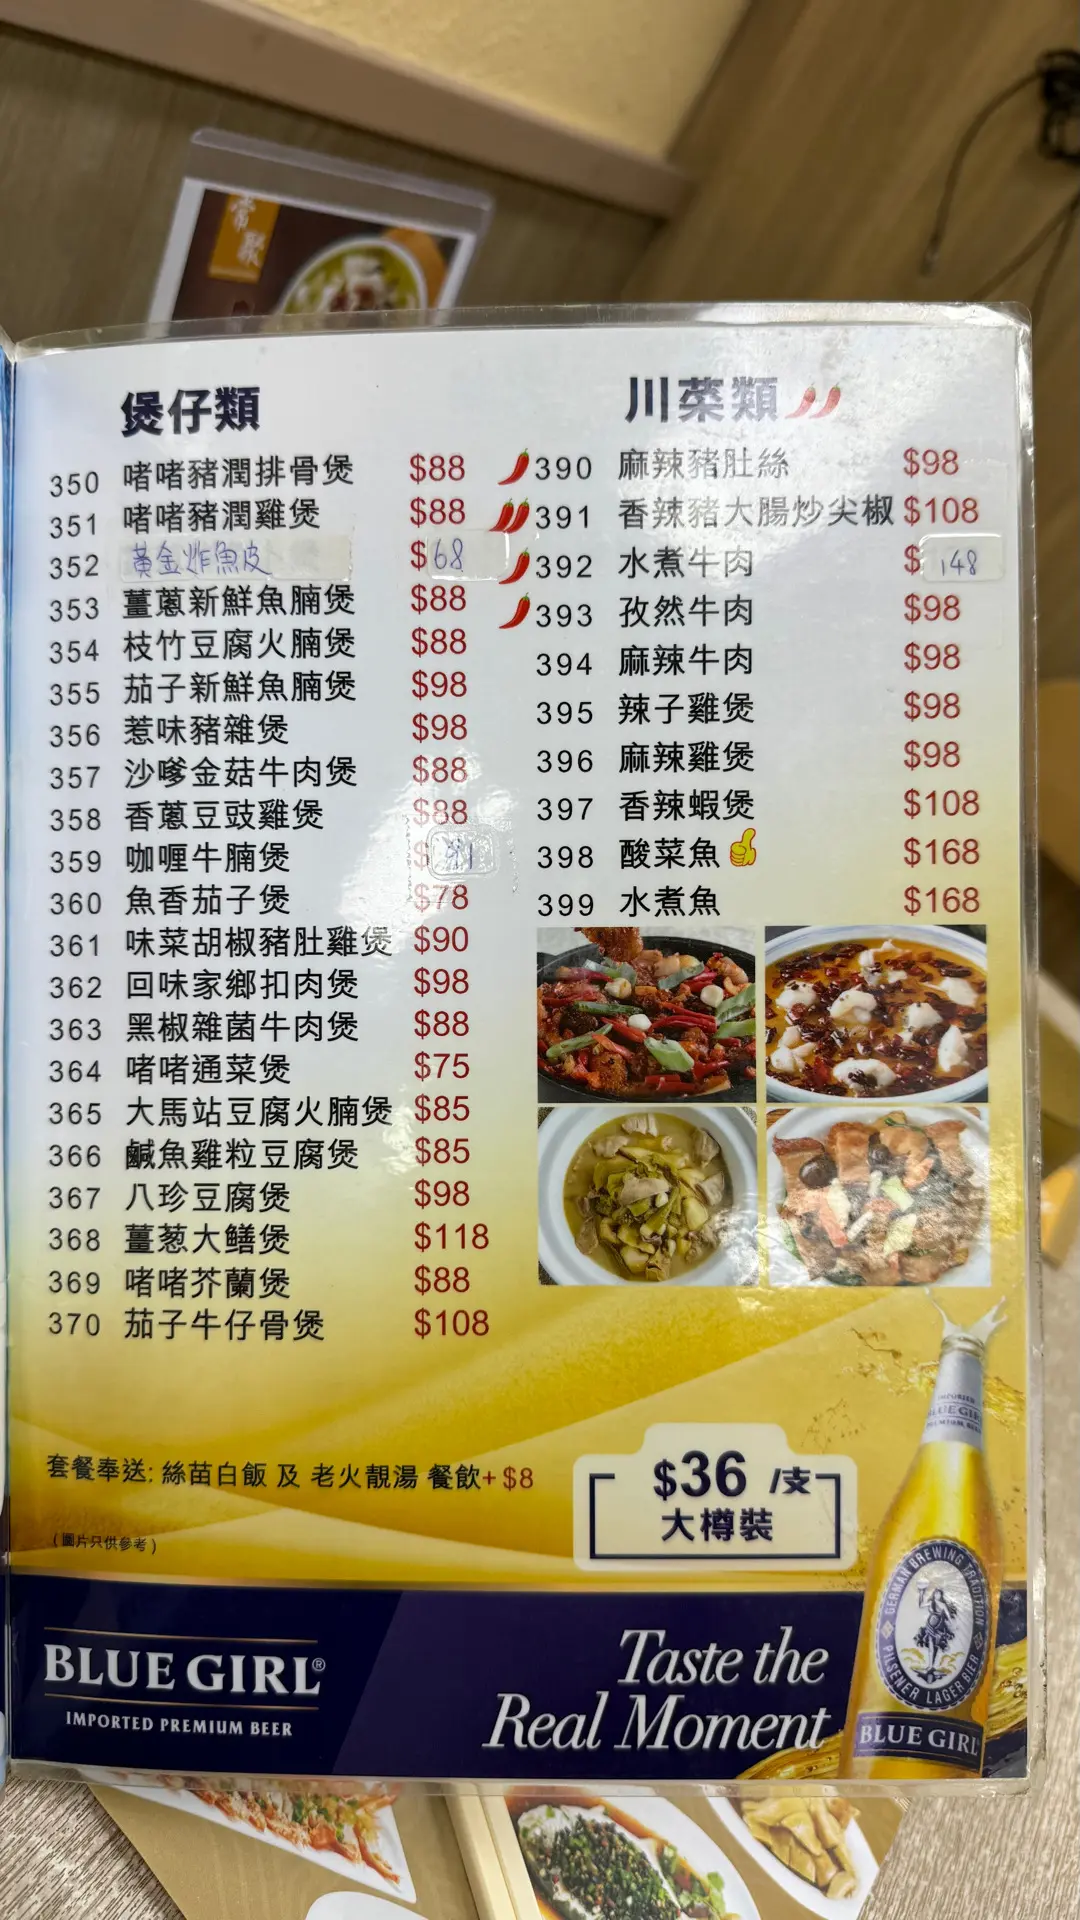 常聚
煲仔類
350 啫啫豬潤排骨煲 $88
351 啫啫豬潤雞煲 $88
352 黃金炸魚皮 $68
353 薑蔥新鮮魚腩煲 $88
354 枝竹豆腐火腩煲 $88
355 茄子新鮮魚腩煲 $98
356 惹味豬雜煲 $98
357 沙嗲金菇牛肉煲 $88
358 香蔥豆豉雞煲 $88
359 咖喱牛腩煲 $
360 魚香茄子煲 $78
361 味菜胡椒豬肚雞煲 $90
362 回味家鄉扣肉煲 $98
363 黑椒雜菌牛肉煲 $88
364 啫啫通菜煲 $75
365 大馬站豆腐火腩煲 $85
366 鹹魚雞粒豆腐煲 $85
367 八珍豆腐煲 $98
368 薑葱大鱔煲 $118
369 啫啫芥蘭煲 $88
370 茄子牛仔骨煲 $108
川菜類
390 麻辣豬肚絲 $98
391 香辣豬大腸炒尖椒 $108
392 水煮牛肉 $148
393 孜然牛肉 $98
394 麻辣牛肉 $98
395 辣子雞煲 $98
396 麻辣雞煲 $98
397 香辣蝦煲 $108
398 酸菜魚 $168
399 水煮魚 $168
套餐奉送: 絲苗白飯 及 老火靚湯 餐飲+$8
(圖片只供參考)
$36 /支
大樽裝
BLUE GIRL®
IMPORTED PREMIUM BEER
Taste the
Real Moment
IMPORTED
BLUE GIRL
PREMIUM BEER
GERMAN BREWING TRADITION
PILSENER LAGER BIER
BLUE GIRL